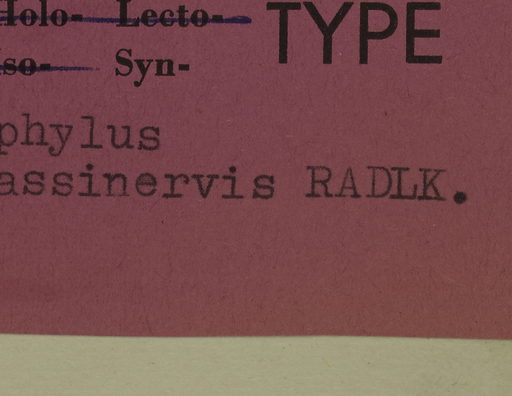 Holo- Lecto- TYPE
Iso- Syn-
phylus
assinervis RADLK.